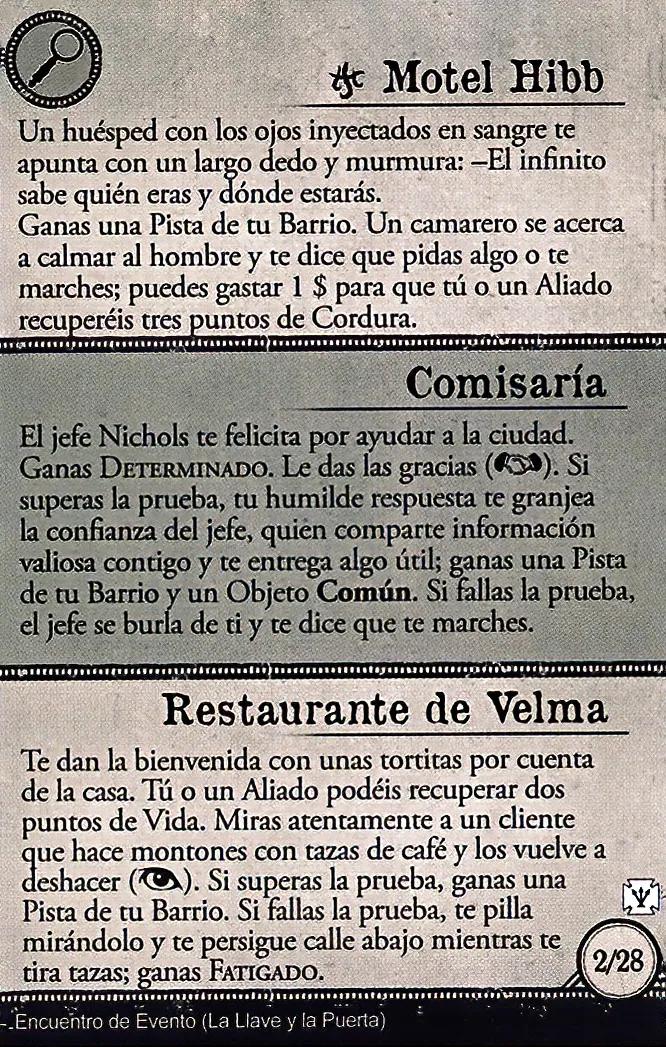 Motel Hibb
Un huésped con los ojos inyectados en sangre te
apunta con un largo dedo y murmura: –El infinito
sabe quién eras y dónde estarás.
Ganas una Pista de tu Barrio. Un camarero se acerca
a calmar al hombre y te dice que pidas algo o te
marches; puedes gastar 1 $ para que tú o un Aliado
recuperéis tres puntos de Cordura.
Comisaría
El jefe Nichols te felicita por ayudar a la ciudad.
Ganas DETERMINADO. Le das las gracias (). Si
superas la prueba, tu humilde respuesta te granjea
la confianza del jefe, quien comparte información
valiosa contigo y te entrega algo útil; ganas una Pista
de tu Barrio y un Objeto Común. Si fallas la prueba,
el jefe se burla de ti y te dice que te marches.
Restaurante de Velma
Te dan la bienvenida con unas tortitas por cuenta
de la casa. Tú o un Aliado podéis recuperar dos
puntos de Vida. Miras atentamente a un cliente
que hace montones con tazas de café y los vuelve a
deshacer (). Si superas la prueba, ganas una
Pista de tu Barrio. Si fallas la prueba, te pilla
mirándolo y te persigue calle abajo mientras te
tira tazas; ganas FATIGADO.
2/28
-.Encuentro de Evento (La Llave y la Puerta)